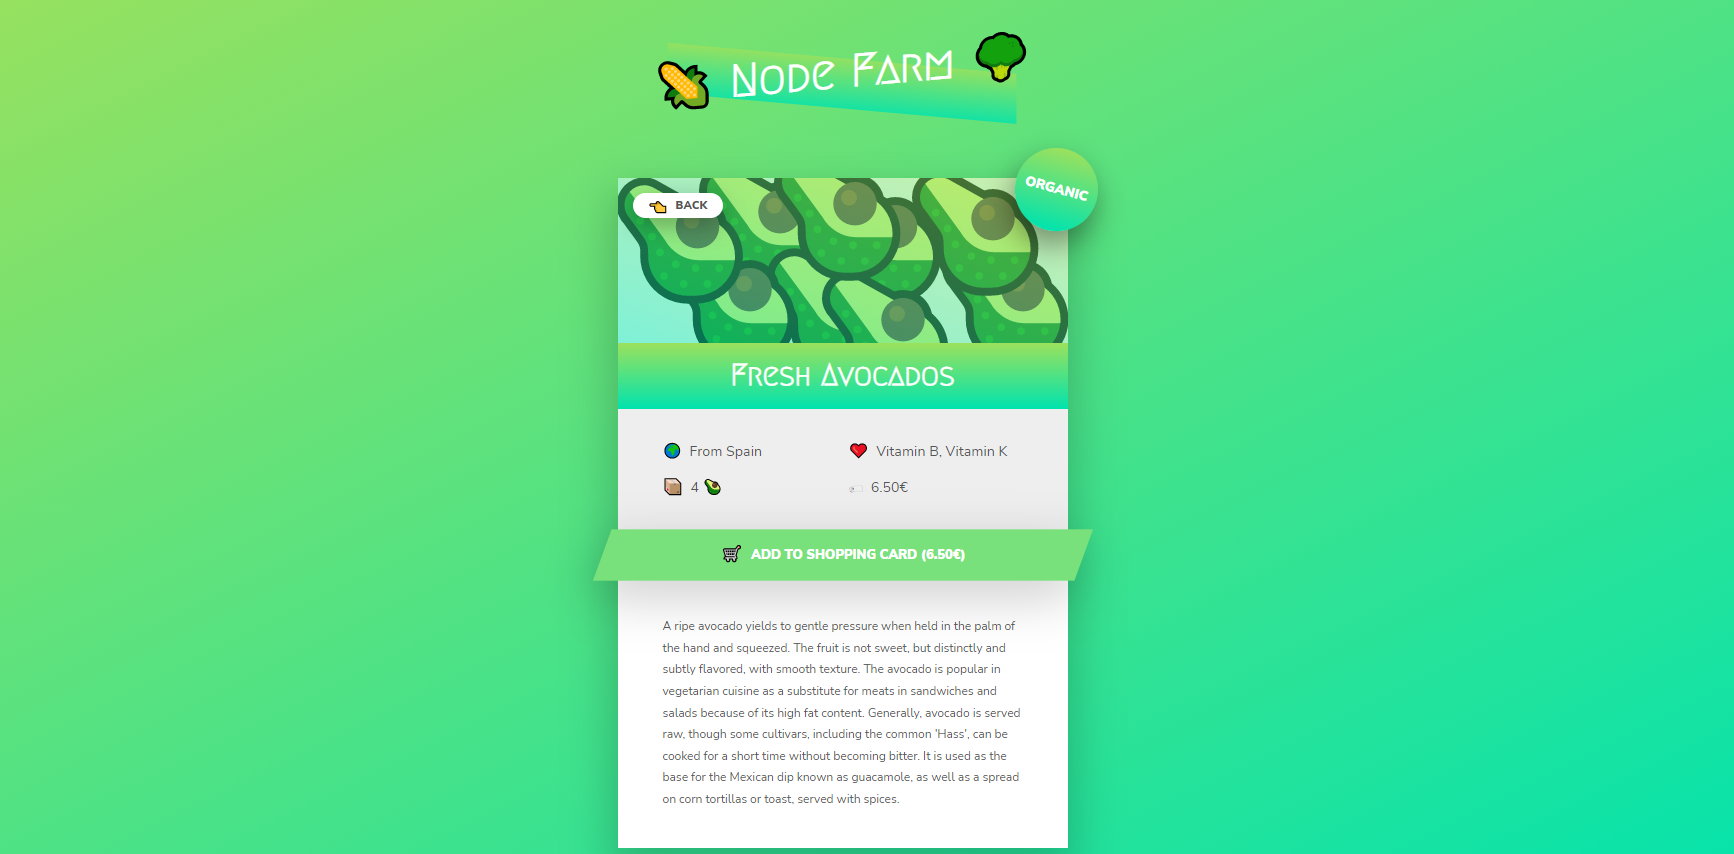 Node Farm
ORGANIC
BACK
Fresh Avocados
From Spain
Vitamin B, Vitamin K
4
6.50€
ADD TO SHOPPING CARD (6.50€)
A ripe avocado yields to gentle pressure when held in the palm of
the hand and squeezed. The fruit is not sweet, but distinctly and
subtly flavored, with smooth texture. The avocado is popular in
vegetarian cuisine as a substitute for meats in sandwiches and
salads because of its high fat content. Generally, avocado is served
raw, though some cultivars, including the common 'Hass', can be
cooked for a short time without becoming bitter. It is used as the
base for the Mexican dip known as guacamole, as well as a spread
on corn tortillas or toast, served with spices.